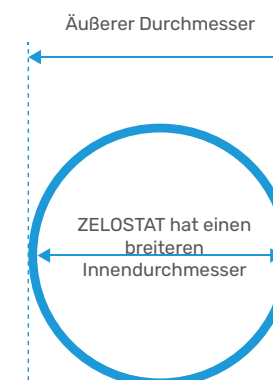 Äußerer Durchmesser
ZELOSTAT hat einen
breiteren
Innendurchmesser